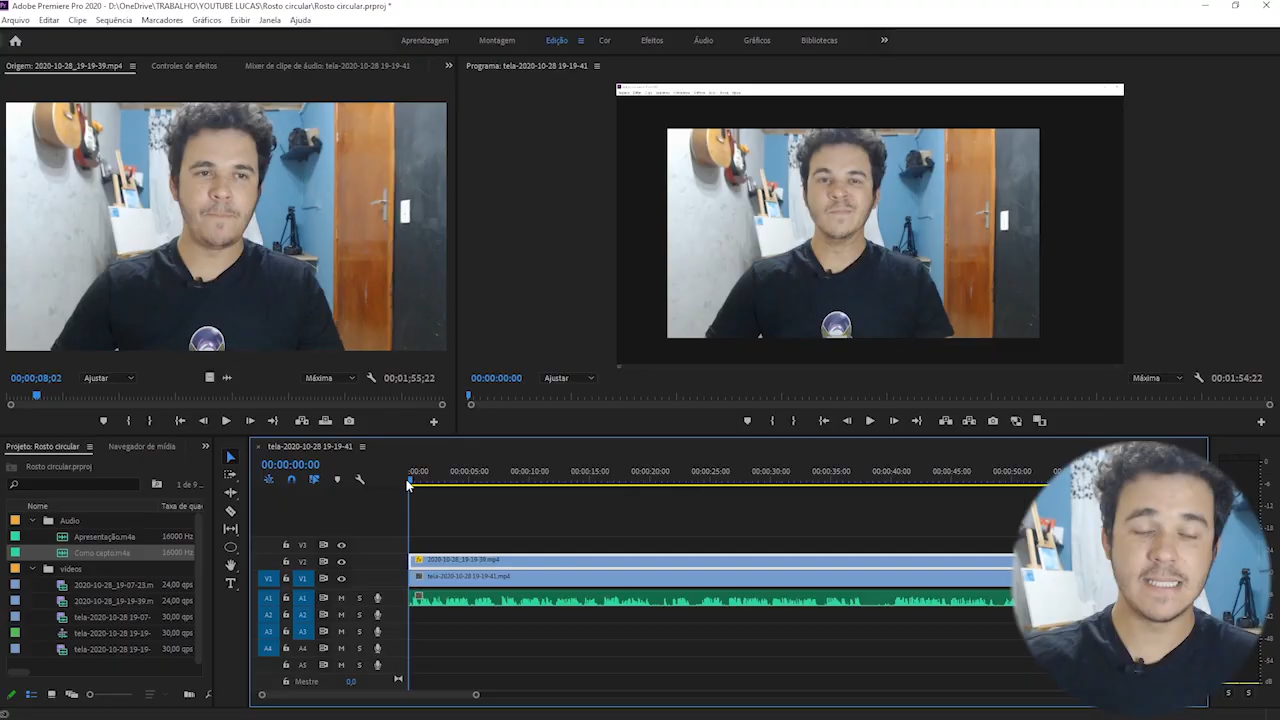 Adobe Premiere Pro 2020 - D:\OneDrive\TRABALHO\YOUTUBE LUCAS\Rosto circular\Rosto circular.prproj *
Arquivo Editar Clipe Sequência Marcadores Gráficos Exibir Janela Ajuda
Aprendizagem Montagem Edição Cor Efeitos Áudio Gráficos Bibliotecas
Origem: 2020-10-28_19-19-39.mp4 Controles de efeitos Mixer de clipe de áudio: tela-2020-10-28 19-19-41
Programa: tela-2020-10-28 19-19-41
00;00;08;02 Ajustar Máxima 00;01;55;22
00:00:00:00 Ajustar Máxima 00:01:54:22
Projeto: Rosto circular Navegador de mídia
Rosto circular.prproj
1 de 9...
Nome Taxa de qua
Audio
Apresentação.m4a 16000 Hz
Como capto.m4a 16000 Hz
videos
2020-10-28_19-07-23.m 24,00 qps
2020-10-28_19-19-39.m 24,00 qps
tela-2020-10-28 19-07- 30,00 qps
tela-2020-10-28 19-19- 30,00 qps
tela-2020-10-28 19-19- 30,00 qps
tela-2020-10-28 19-19-41
00:00:00:00
:00:00 00:00:05:00 00:00:10:00 00:00:15:00 00:00:20:00 00:00:25:00 00:00:30:00 00:00:35:00 00:00:40:00 00:00:45:00 00:00:50:00
V3
V2 2020-10-28_19-19-39.mp4
V1 V1 tela-2020-10-28 19-19-41.mp4
A1 A1 M S
A2 A2 M S
A3 A3 M S
A4 A4 M S
A5 M S
Mestre 0,0
0
-6
dB
S S